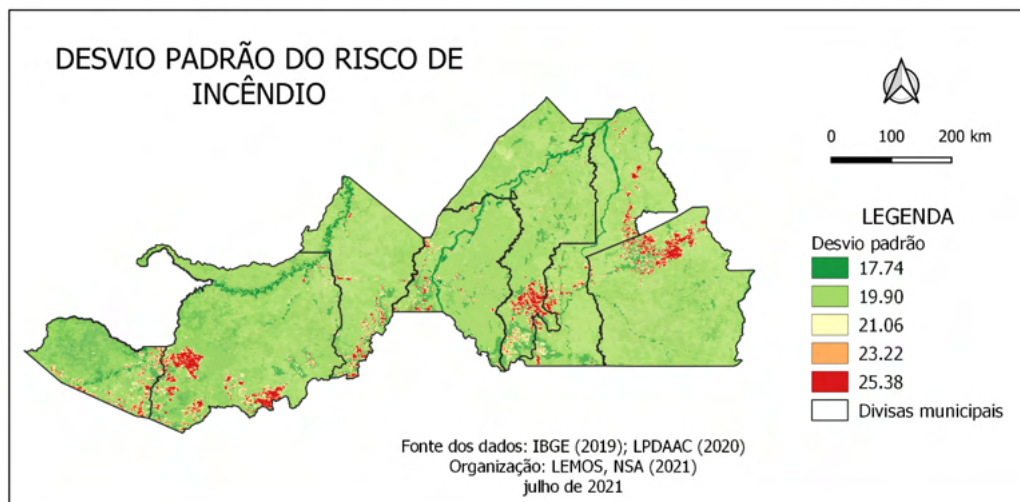 DESVIO PADRÃO DO RISCO DE
INCÊNDIO
0 100 200 km
LEGENDA
Desvio padrão
17.74
19.90
21.06
23.22
25.38
Divisas municipais
Fonte dos dados: IBGE (2019); LPDAAC (2020)
Organização: LEMOS, NSA (2021)
julho de 2021